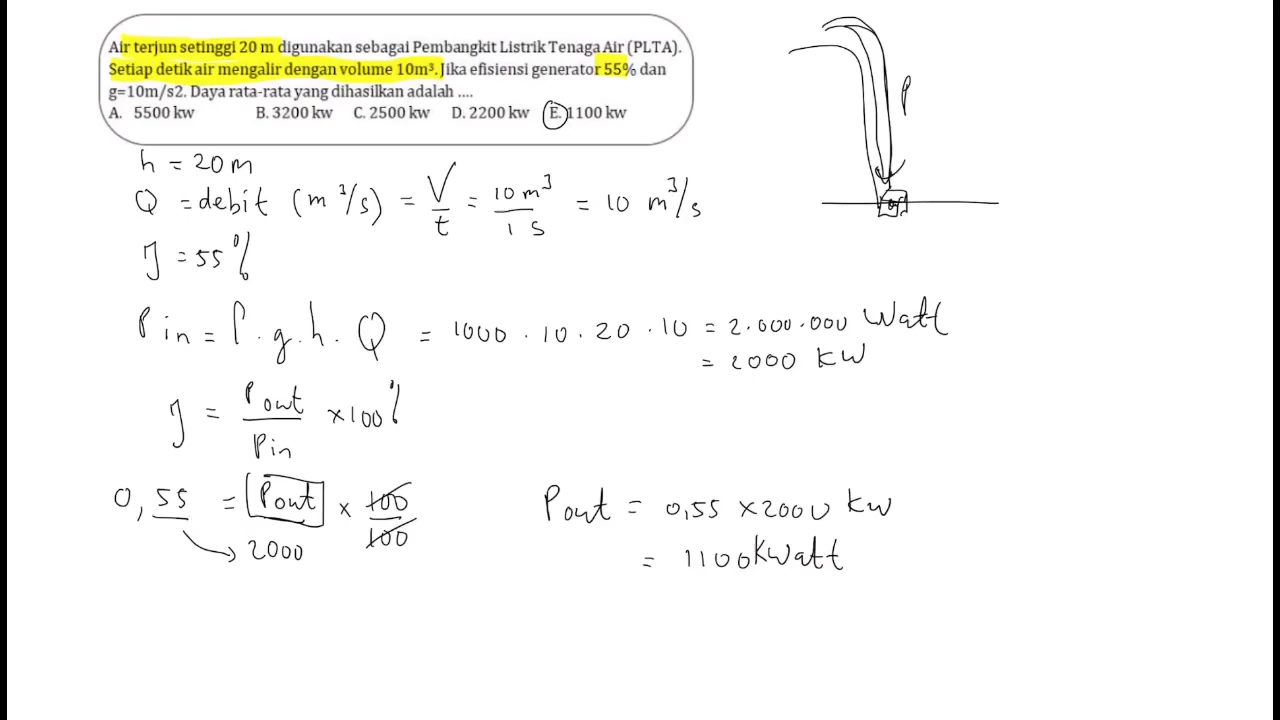 Air terjun setinggi 20 m digunakan sebagai Pembangkit Listrik Tenaga Air (PLTA).
Setiap detik air mengalir dengan volume 10m³. Jika efisiensi generator 55% dan
g=10m/s2. Daya rata-rata yang dihasilkan adalah ....
A. 5500 kw B. 3200 kw C. 2500 kw D. 2200 kw E. 1100 kw
P
h = 20 m
Q = debit (m³/s) = V/t = 10 m³/1 s = 10 m³/s
η = 55%
Pin = ρ . g . h . Q = 1000 . 10 . 20 . 10 = 2.000.000 Watt
= 2000 KW
η = Pout/Pin × 100%
0,55 = Pout/2000 × 100/100
Pout = 0,55 × 2000 kw
= 1100 kwatt